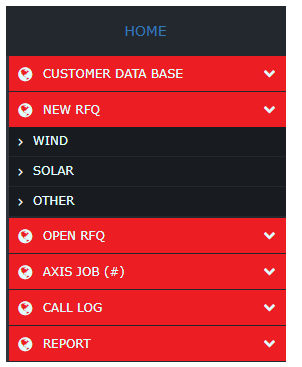 HOME
CUSTOMER DATA BASE
NEW RFQ
WIND
SOLAR
OTHER
OPEN RFQ
AXIS JOB (#)
CALL LOG
REPORT